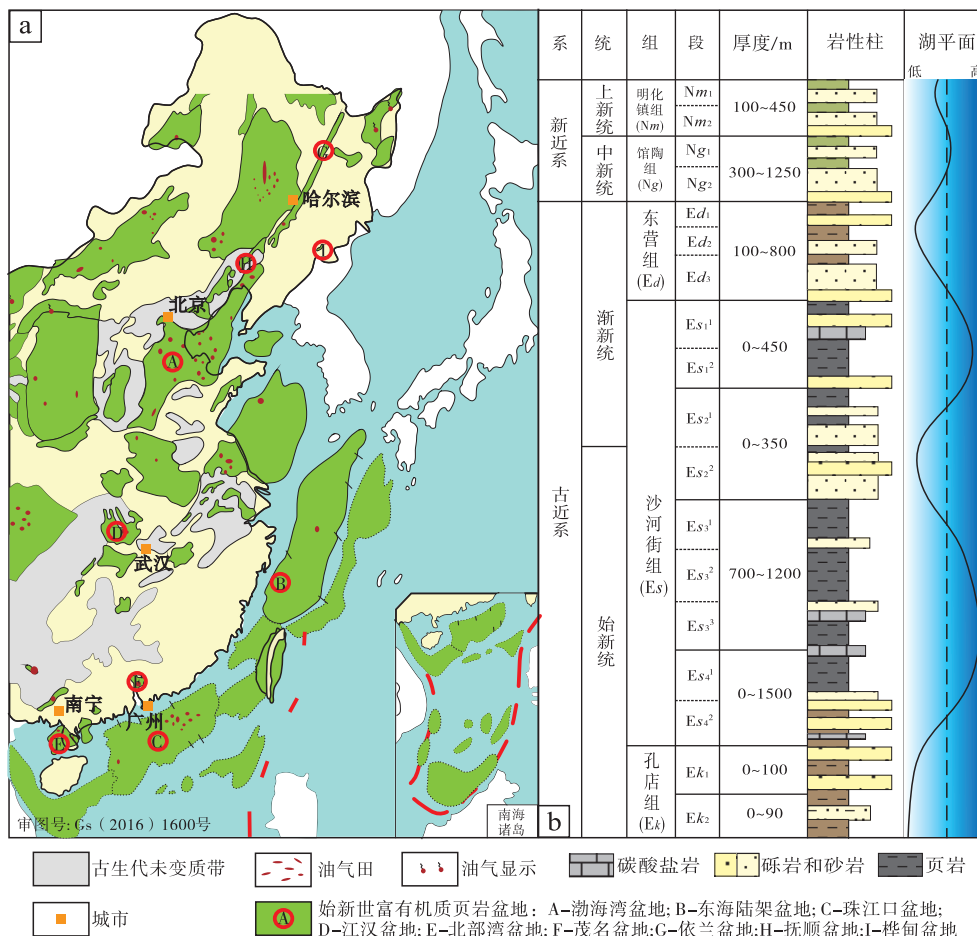 a
G
哈尔滨
I
H
北京
A
D
武汉
B
E
南宁
广州
F
C
审图号:Gs(2016)1600号
南海
诸岛
b
系 统 组 段 厚度/m 岩性柱 湖平面
低 高
新近系
上新统
明化镇组(Nm)
Nm1
Nm2
100~450
中新统
馆陶组(Ng)
Ng1
Ng2
300~1250
古近系
渐新统
东营组(Ed)
Ed1
Ed2
Ed3
100~800
沙河街组(Es)
Es1¹
Es1²
0~450
Es2¹
Es2²
0~350
始新统
Es3¹
Es3²
Es3³
700~1200
Es4¹
Es4²
0~1500
孔店组(Ek)
Ek1
0~100
Ek2
0~90
古生代未变质带 油气田 油气显示 碳酸盐岩 砾岩和砂岩 页岩
城市 A 始新世富有机质页岩盆地: A-渤海湾盆地; B-东海陆架盆地; C-珠江口盆地;
D-江汉盆地; E-北部湾盆地; F-茂名盆地;G-依兰盆地;H-抚顺盆地;I-桦甸盆地